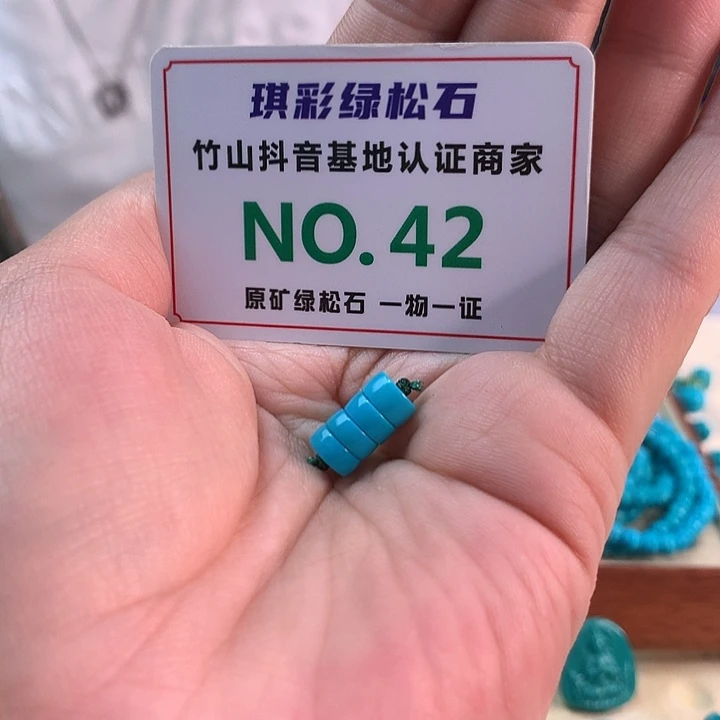 琪彩绿松石
竹山抖音基地认证商家
NO.42
原矿绿松石 一物一证